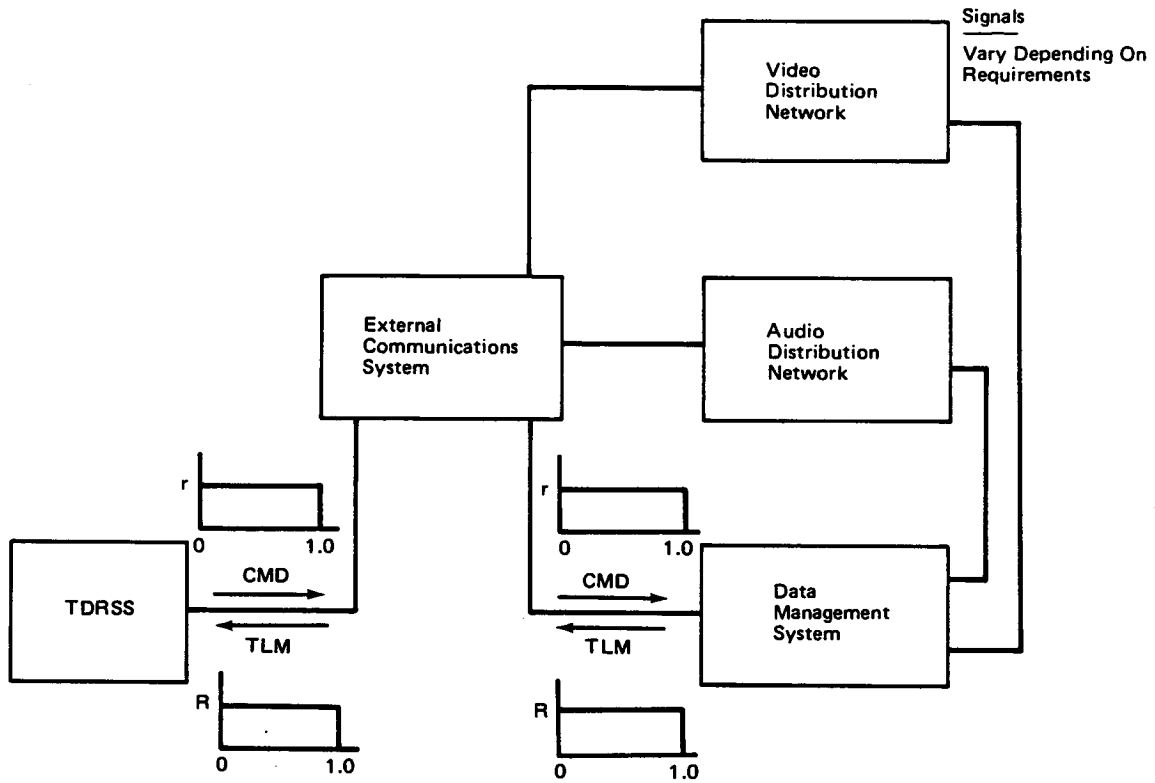 Signals
Vary Depending On
Requirements
Video
Distribution
Network
External
Communications
System
Audio
Distribution
Network
r
0 1.0
r
0 1.0
TDRSS
CMD
TLM
CMD
TLM
Data
Management
System
R
0 1.0
R
0 1.0